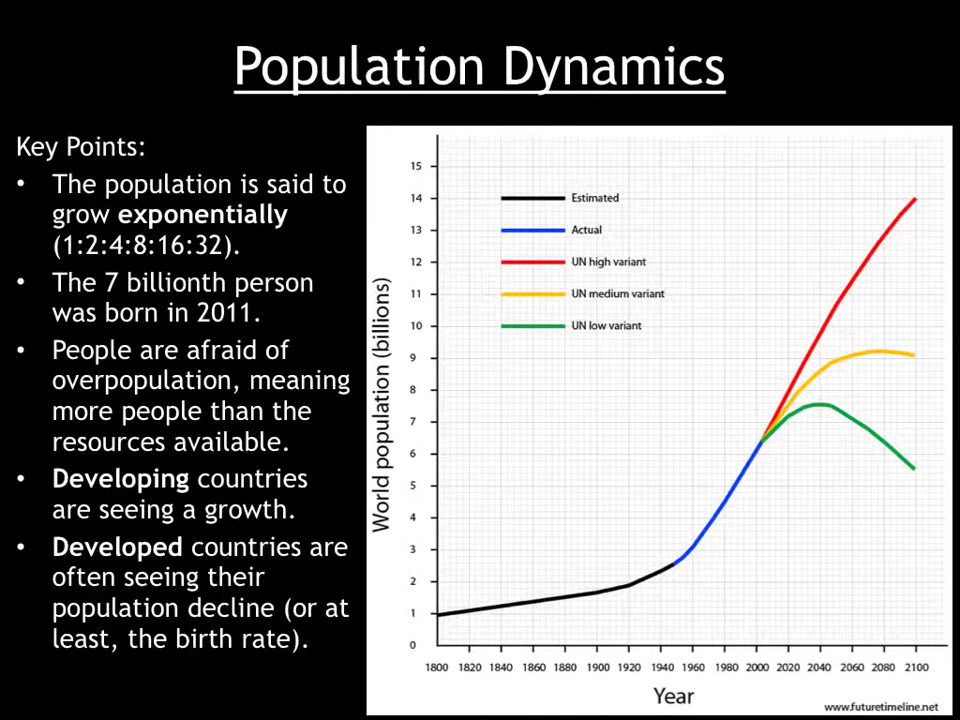 Population Dynamics
Key Points:
• The population is said to
grow exponentially
(1:2:4:8:16:32).
• The 7 billionth person
was born in 2011.
• People are afraid of
overpopulation, meaning
more people than the
resources available.
• Developing countries
are seeing a growth.
• Developed countries are
often seeing their
population decline (or at
least, the birth rate).
World population (billions)
15
14
13
12
11
10
9
8
7
6
5
4
3
2
1
0
Estimated
Actual
UN high variant
UN medium variant
UN low variant
1800 1820 1840 1860 1880 1900 1920 1940 1960 1980 2000 2020 2040 2060 2080 2100
Year
www.futuretimeline.net